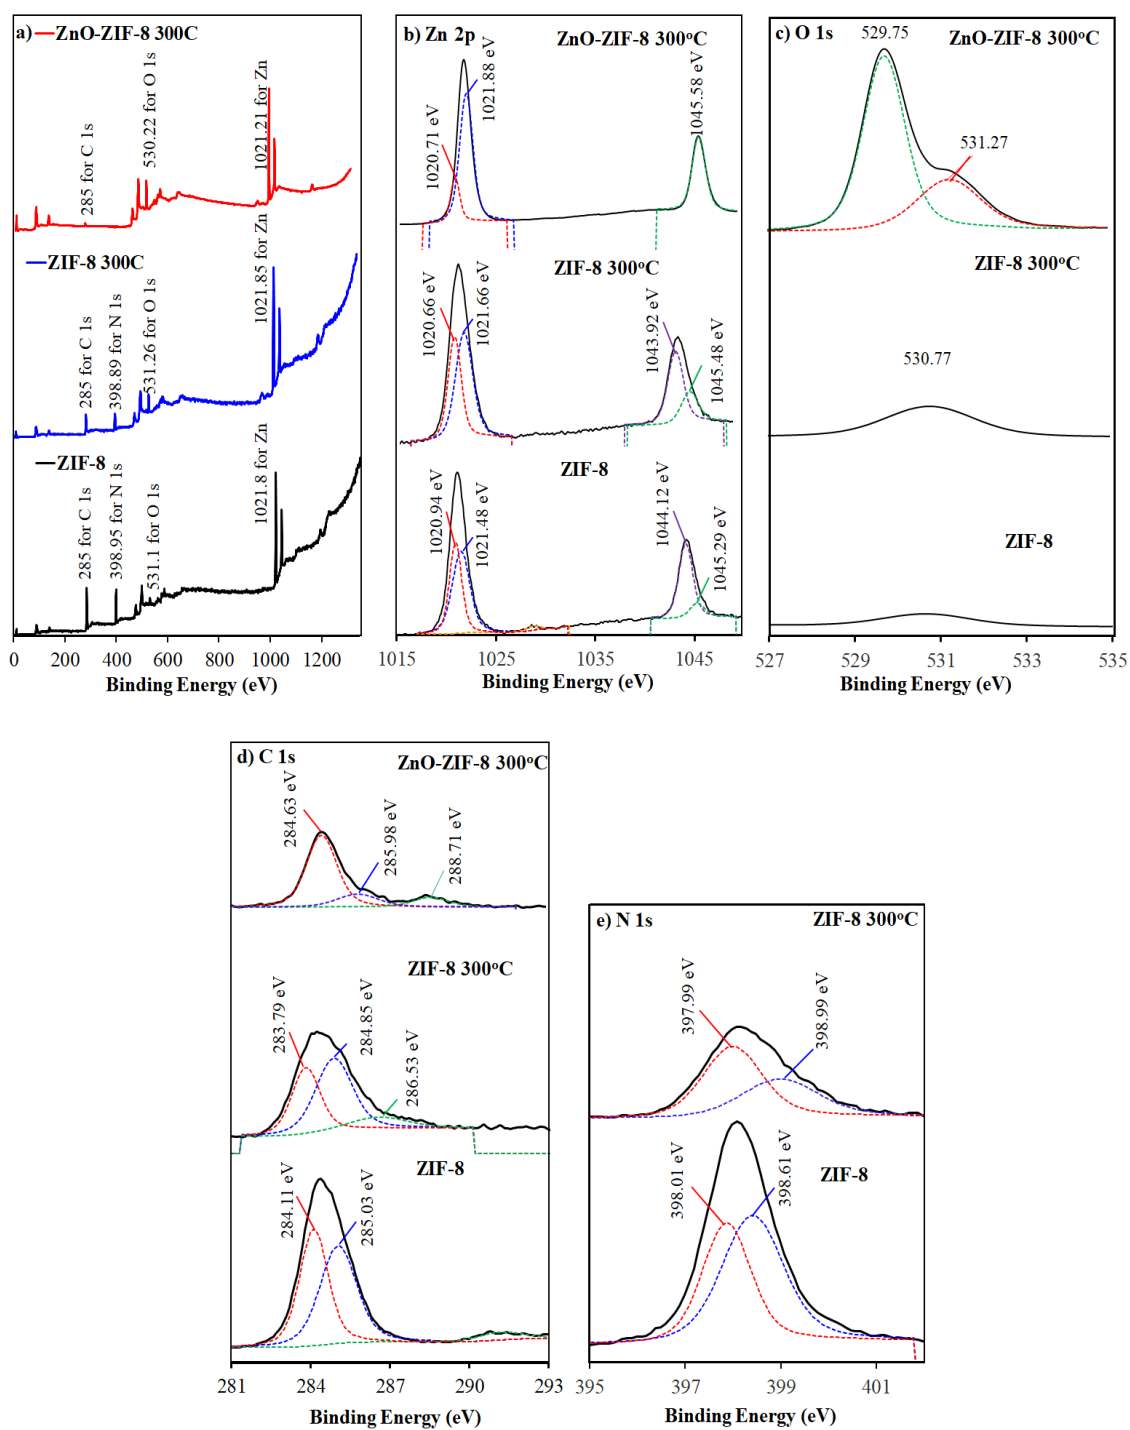 a)
ZnO-ZIF-8 300C
285 for C 1s
530.22 for O 1s
1021.21 for Zn
ZIF-8 300C
285 for C 1s
398.89 for N 1s
531.26 for O 1s
1021.85 for Zn
ZIF-8
285 for C 1s
398.95 for N 1s
531.1 for O 1s
1021.8 for Zn
0 200 400 600 800 1000 1200
Binding Energy (eV)
b) Zn 2p
ZnO-ZIF-8 300°C
1020.71 eV
1021.88 eV
1045.58 eV
ZIF-8 300°C
1020.66 eV
1021.66 eV
1043.92 eV
1045.48 eV
ZIF-8
1020.94 eV
1021.48 eV
1044.12 eV
1045.29 eV
1015 1025 1035 1045
Binding Energy (eV)
c) O 1s
529.75
ZnO-ZIF-8 300°C
531.27
ZIF-8 300°C
530.77
ZIF-8
527 529 531 533 535
Binding Energy (eV)
d) C 1s
ZnO-ZIF-8 300°C
284.63 eV
285.98 eV
288.71 eV
ZIF-8 300°C
283.79 eV
284.85 eV
286.53 eV
ZIF-8
284.11 eV
285.03 eV
281 284 287 290 293
Binding Energy (eV)
e) N 1s
ZIF-8 300°C
397.99 eV
398.99 eV
ZIF-8
398.01 eV
398.61 eV
395 397 399 401
Binding Energy (eV)